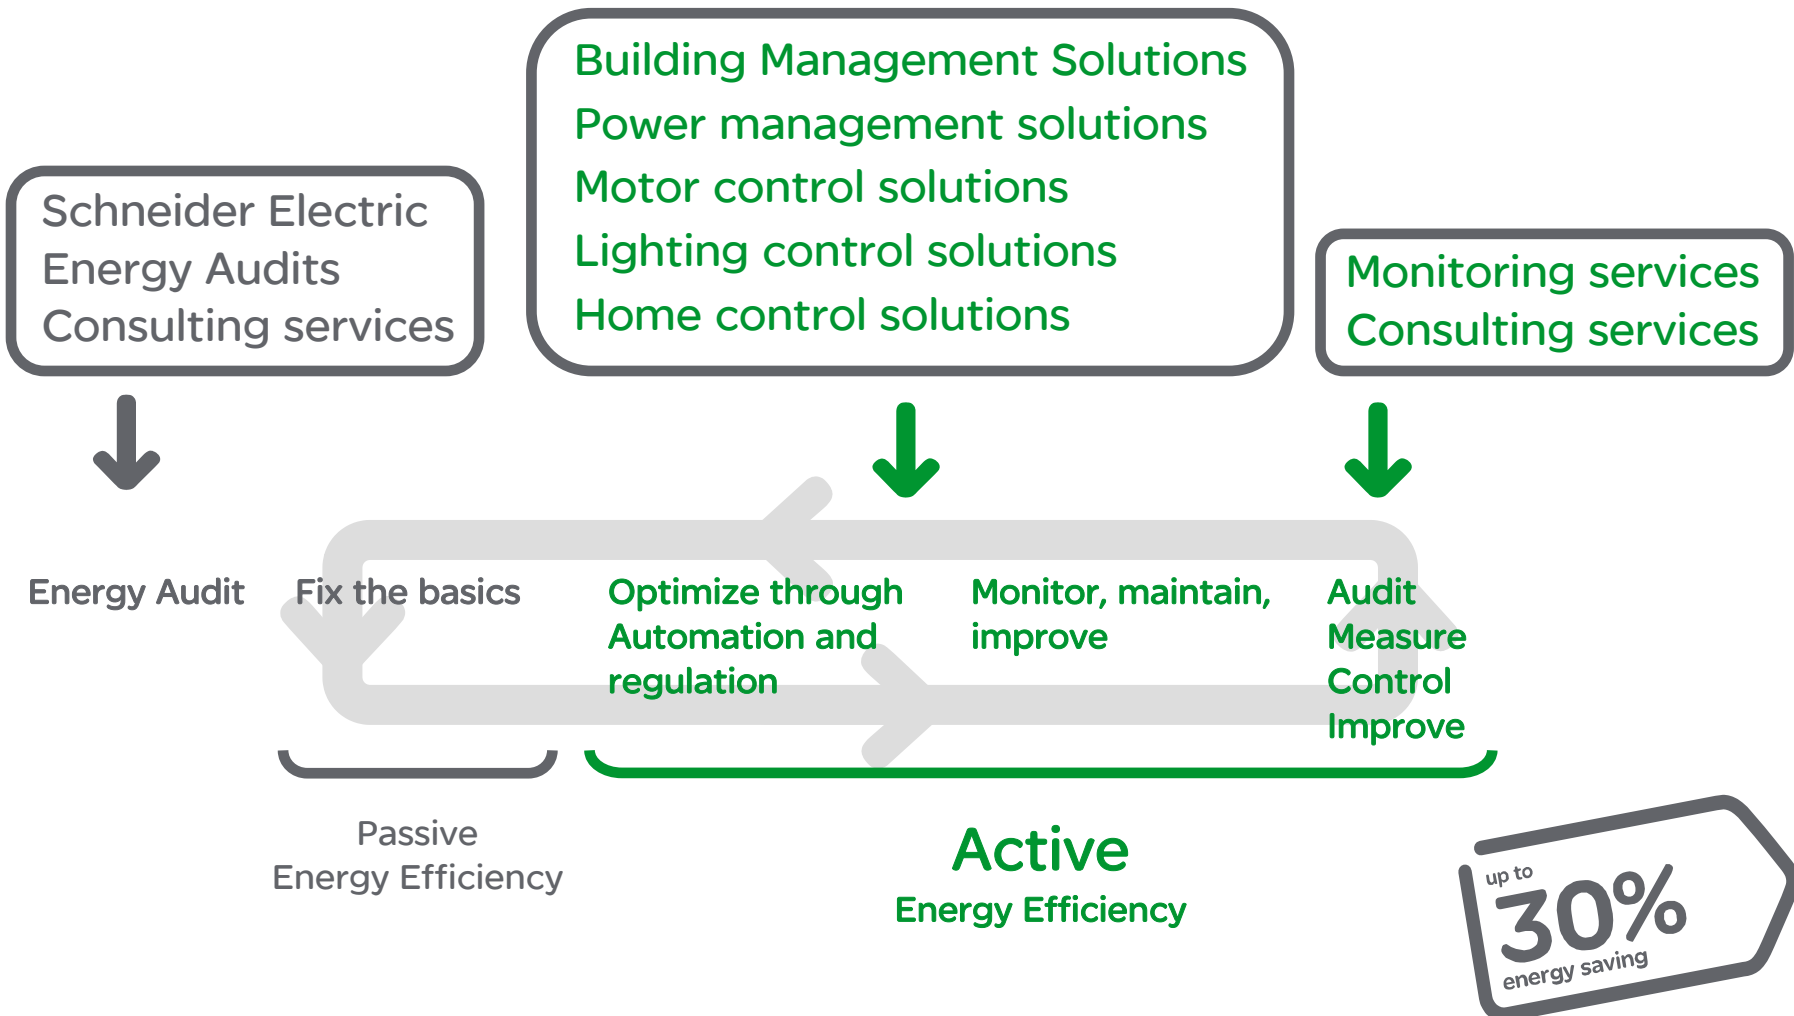 Building Management Solutions
Power management solutions
Motor control solutions
Lighting control solutions
Home control solutions
Schneider Electric
Energy Audits
Consulting services
Monitoring services
Consulting services
Energy Audit
Fix the basics
Optimize through
Automation and
regulation
Monitor, maintain,
improve
Audit
Measure
Control
Improve
Passive
Energy Efficiency
Active
Energy Efficiency
up to
30%
energy saving